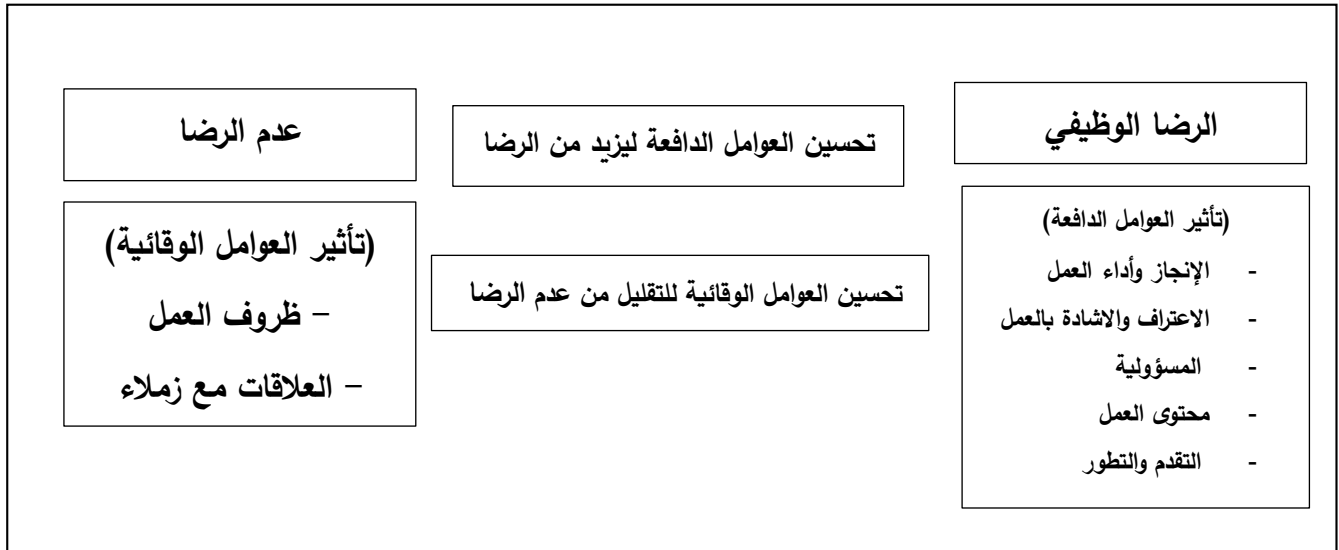 الرضا الوظيفي
(تأثير العوامل الدافعة)
- الإنجاز وأداء العمل
- الاعتراف والاشادة بالعمل
- المسؤولية
- محتوى العمل
- التقدم والتطور
تحسين العوامل الدافعة ليزيد من الرضا
تحسين العوامل الوقائية للتقليل من عدم الرضا
عدم الرضا
(تأثير العوامل الوقائية)
– ظروف العمل
– العلاقات مع زملاء